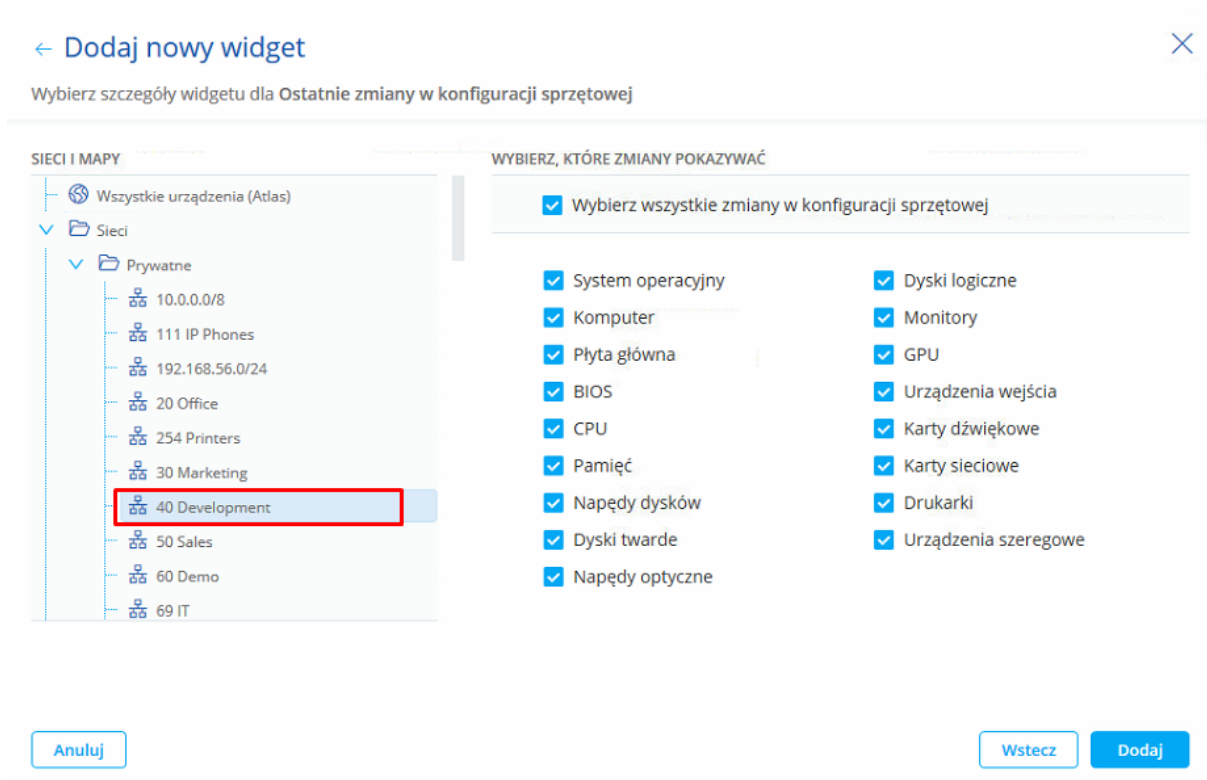 ← Dodaj nowy widget
Wybierz szczegóły widgetu dla Ostatnie zmiany w konfiguracji sprzętowej
SIECI I MAPY
Wszystkie urządzenia (Atlas)
Sieci
Prywatne
10.0.0.0/8
111 IP Phones
192.168.56.0/24
20 Office
254 Printers
30 Marketing
40 Development
50 Sales
60 Demo
69 IT
WYBIERZ, KTÓRE ZMIANY POKAZYWAĆ
Wybierz wszystkie zmiany w konfiguracji sprzętowej
System operacyjny
Komputer
Płyta główna
BIOS
CPU
Pamięć
Napędy dysków
Dyski twarde
Napędy optyczne
Dyski logiczne
Monitory
GPU
Urządzenia wejścia
Karty dźwiękowe
Karty sieciowe
Drukarki
Urządzenia szeregowe
Anuluj
Wstecz
Dodaj